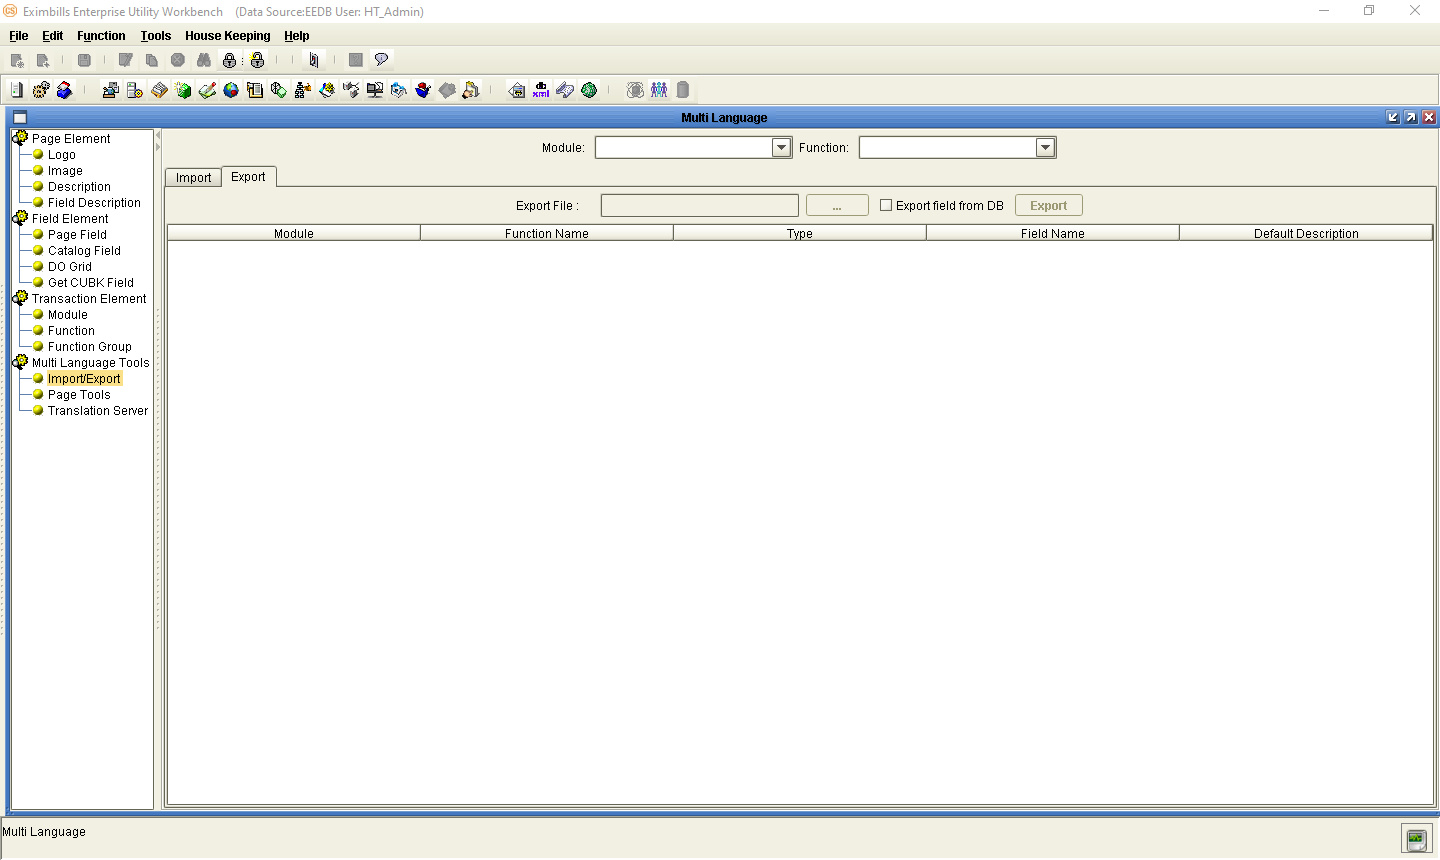 CS Eximbills Enterprise Utility Workbench (Data Source:EEDB User: HT_Admin)
File Edit Function Tools House Keeping Help
db
xml
Multi Language
Page Element
Logo
Image
Description
Field Description
Field Element
Page Field
Catalog Field
DO Grid
Get CUBK Field
Transaction Element
Module
Function
Function Group
Multi Language Tools
Import/Export
Page Tools
Translation Server
Module: Function:
Import Export
Export File : ... Export field from DB Export
Module Function Name Type Field Name Default Description
Multi Language